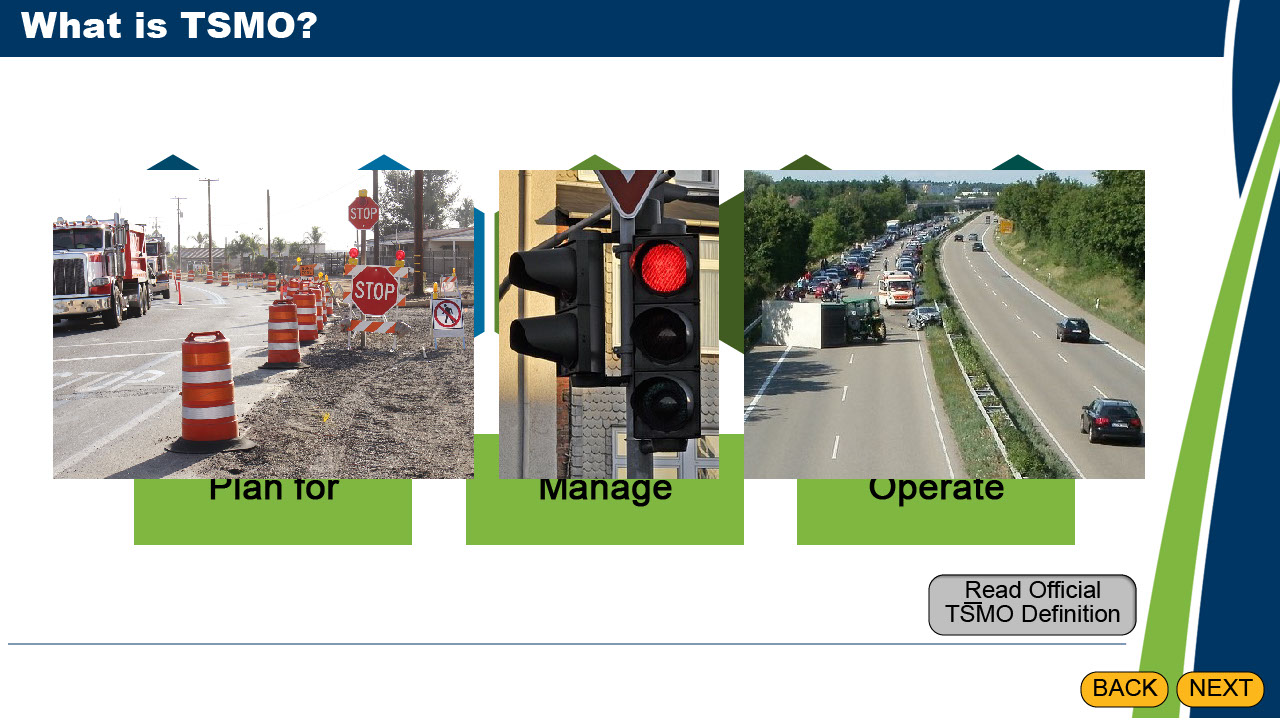 What is TSMO?
STOP
STOP
Plan for
Manage
Operate
Read Official
TSMO Definition
BACK
NEXT